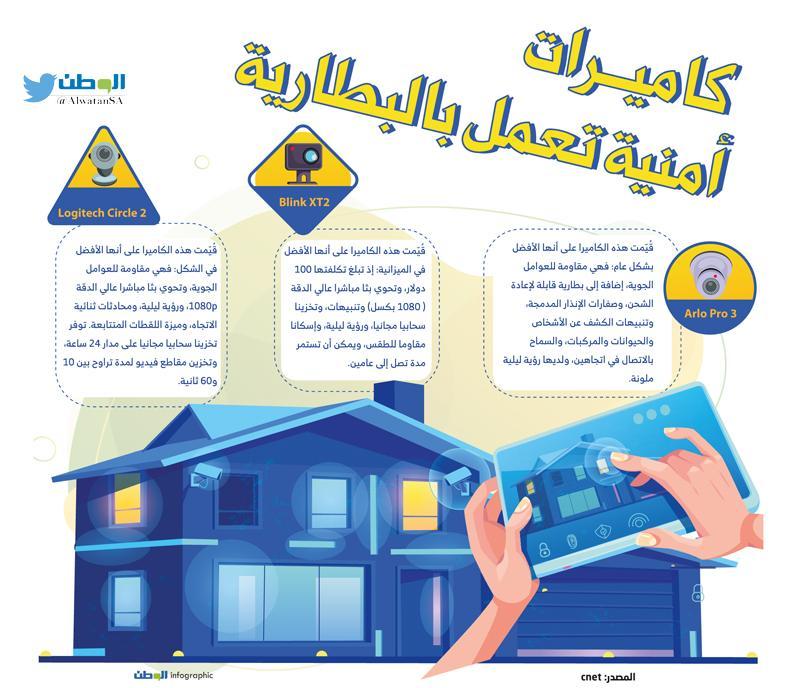 كاميرات
أمنية تعمل بالبطارية
الوطن
@AlwatanSA
Arlo Pro 3
قُيّمت هذه الكاميرا على أنها الأفضل
بشكل عام: فهي مقاومة للعوامل
الجوية، إضافة إلى بطارية قابلة لإعادة
الشحن، وصفارات الإنذار المدمجة،
وتنبيهات الكشف عن الأشخاص
والحيوانات والمركبات، والسماح
بالاتصال في اتجاهين، ولديها رؤية ليلية
ملونة.
Blink XT2
قُيّمت هذه الكاميرا على أنها الأفضل
في الميزانية: إذ تبلغ تكلفتها 100
دولار، وتحوي بثا مباشرا عالي الدقة
( 1080 بكسل) وتنبيهات، وتخزينا
سحابيا مجانيا، ورؤية ليلية، وإسكانا
مقاوما للطقس، ويمكن أن تستمر
مدة تصل إلى عامين.
Logitech Circle 2
قُيّمت هذه الكاميرا على أنها الأفضل
في الشكل: فهي مقاومة للعوامل
الجوية، وتحوي بثا مباشرا عالي الدقة
1080p، ورؤية ليلية، ومحادثات ثنائية
الاتجاه، وميزة اللقطات المتتابعة. توفر
تخزينا سحابيا مجانيا على مدار 24 ساعة،
وتخزين مقاطع فيديو لمدة تراوح بين 10
و60 ثانية.
المصدر: cnet
الوطن infographic